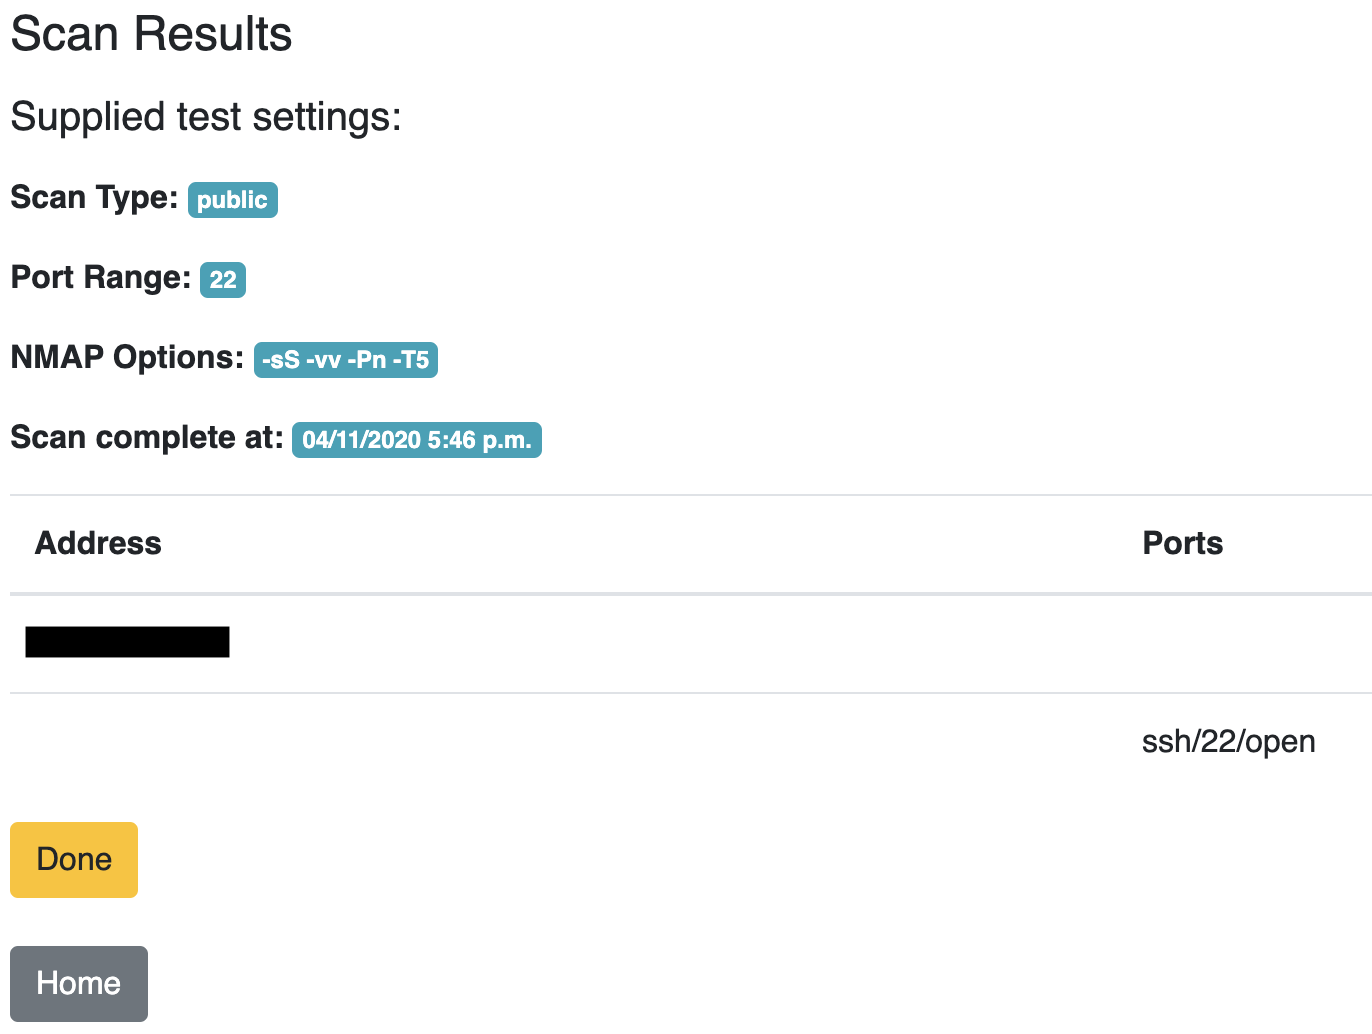 Scan Results
Supplied test settings:
Scan Type: public
Port Range: 22
NMAP Options: -sS -vv -Pn -T5
Scan complete at: 04/11/2020 5:46 p.m.
Address Ports
ssh/22/open
Done
Home